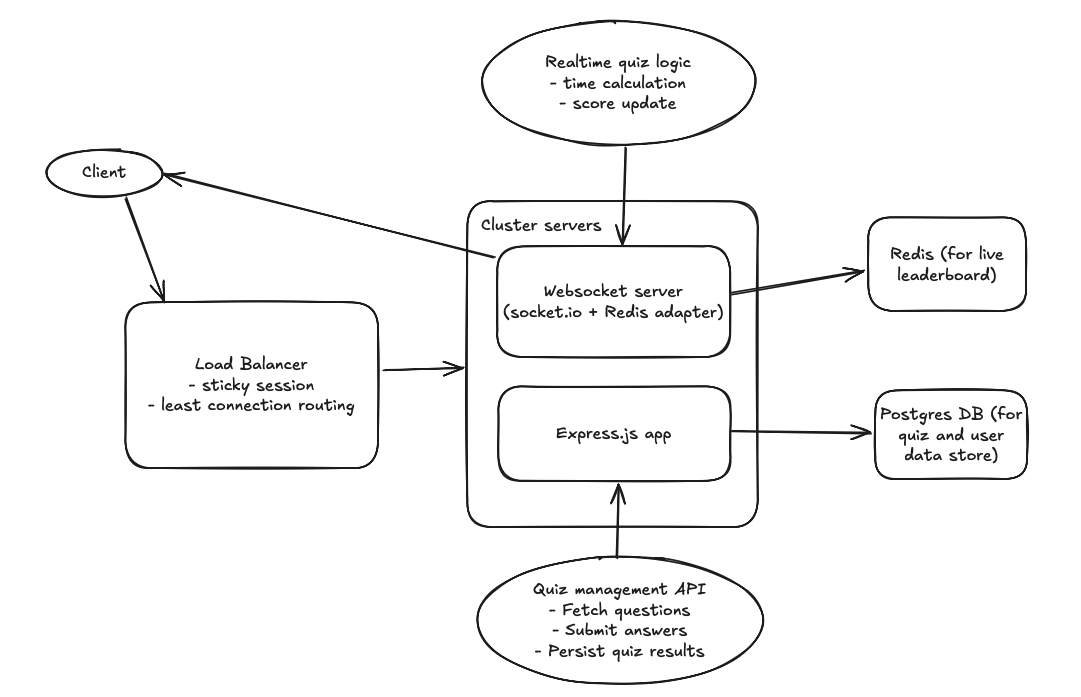 Realtime quiz logic
- time calculation
- score update
Client
Cluster servers
Websocket server
(socket.io + Redis adapter)
Redis (for live
leaderboard)
Load Balancer
- sticky session
- least connection routing
Express.js app
Postgres DB (for
quiz and user
data store)
Quiz management API
- Fetch questions
- Submit answers
- Persist quiz results